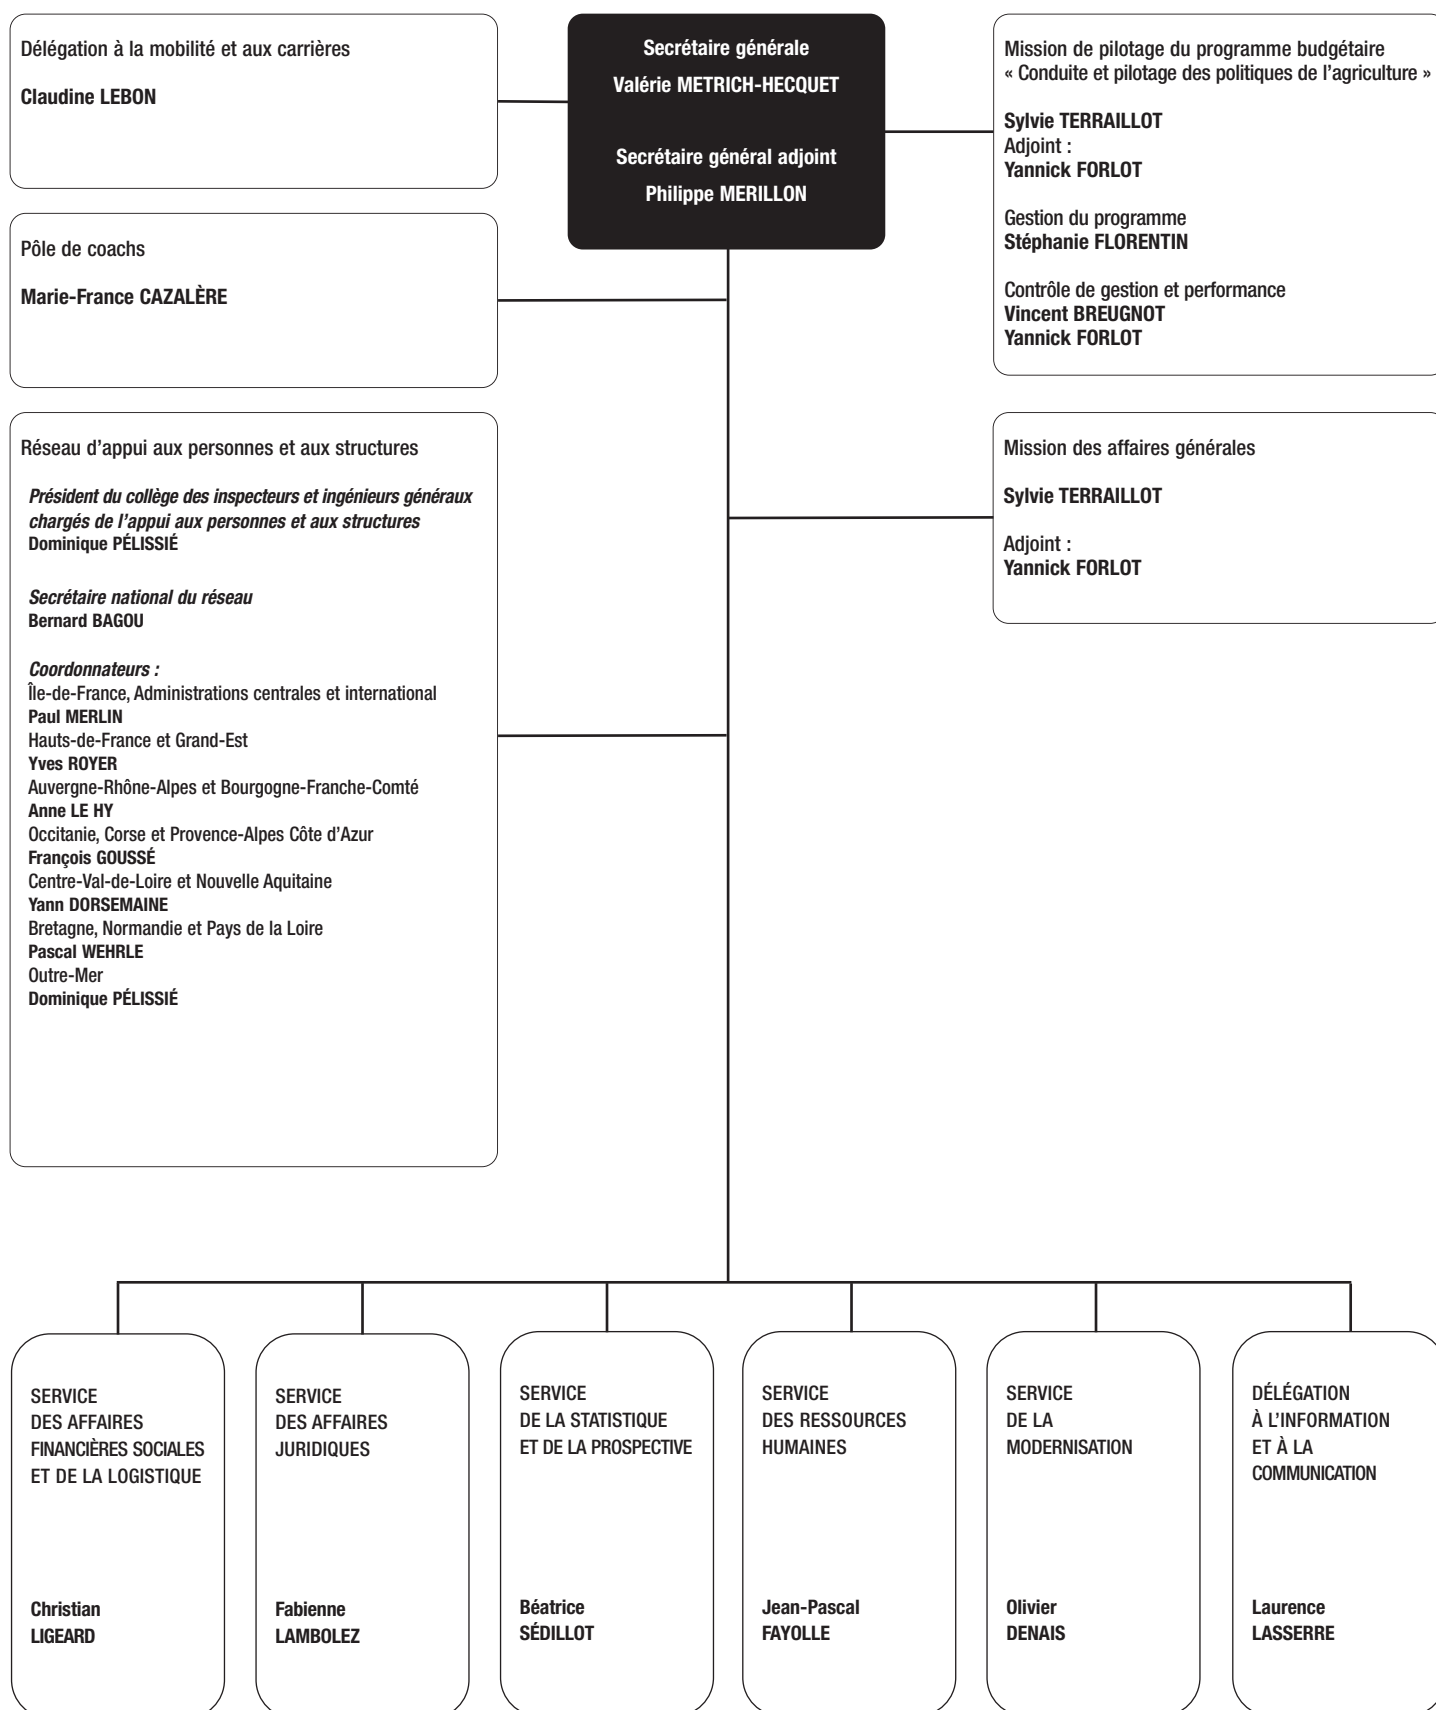 Délégation à la mobilité et aux carrières
Claudine LEBON
Secrétaire générale
Valérie METRICH-HECQUET
Secrétaire général adjoint
Philippe MERILLON
Mission de pilotage du programme budgétaire
« Conduite et pilotage des politiques de l’agriculture »
Sylvie TERRAILLOT
Adjoint :
Yannick FORLOT
Gestion du programme
Stéphanie FLORENTIN
Contrôle de gestion et performance
Vincent BREUGNOT
Yannick FORLOT
Pôle de coachs
Marie-France CAZALÈRE
Réseau d’appui aux personnes et aux structures
Président du collège des inspecteurs et ingénieurs généraux
chargés de l’appui aux personnes et aux structures
Dominique PÉLISSIÉ
Secrétaire national du réseau
Bernard BAGOU
Coordonnateurs :
Île-de-France, Administrations centrales et international
Paul MERLIN
Hauts-de-France et Grand-Est
Yves ROYER
Auvergne-Rhône-Alpes et Bourgogne-Franche-Comté
Anne LE HY
Occitanie, Corse et Provence-Alpes Côte d’Azur
François GOUSSÉ
Centre-Val-de-Loire et Nouvelle Aquitaine
Yann DORSEMAINE
Bretagne, Normandie et Pays de la Loire
Pascal WEHRLE
Outre-Mer
Dominique PÉLISSIÉ
Mission des affaires générales
Sylvie TERRAILLOT
Adjoint :
Yannick FORLOT
SERVICE
DES AFFAIRES
FINANCIÈRES SOCIALES
ET DE LA LOGISTIQUE
Christian
LIGEARD
SERVICE
DES AFFAIRES
JURIDIQUES
Fabienne
LAMBOLEZ
SERVICE
DE LA STATISTIQUE
ET DE LA PROSPECTIVE
Béatrice
SÉDILLOT
SERVICE
DES RESSOURCES
HUMAINES
Jean-Pascal
FAYOLLE
SERVICE
DE LA
MODERNISATION
Olivier
DENAIS
DÉLÉGATION
À L’INFORMATION
ET À LA
COMMUNICATION
Laurence
LASSERRE